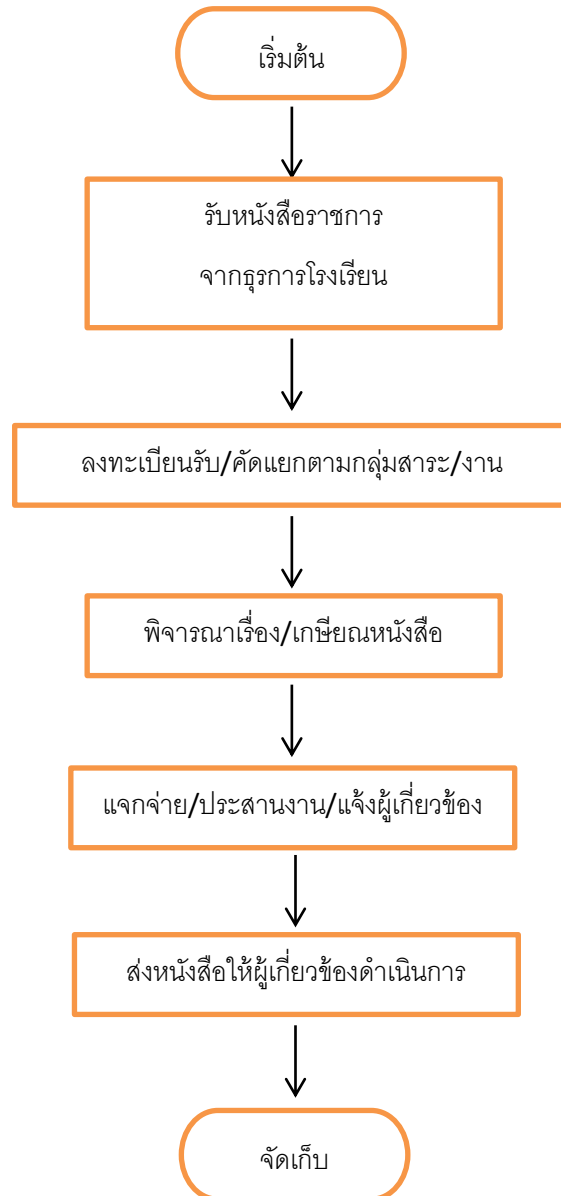 เริ่มต้น
รับหนังสือราชการ
จากธุรการโรงเรียน
ลงทะเบียนรับ/คัดแยกตามกลุ่มสาระ/งาน
พิจารณาเรื่อง/เกษียณหนังสือ
แจกจ่าย/ประสานงาน/แจ้งผู้เกี่ยวข้อง
ส่งหนังสือให้ผู้เกี่ยวข้องดำเนินการ
จัดเก็บ